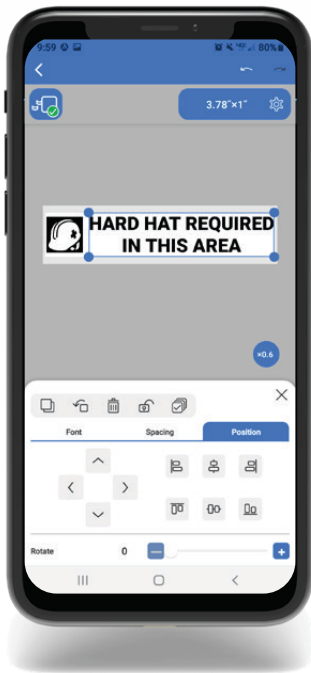 9:59 80%
3.78"×1"
HARD HAT REQUIRED
IN THIS AREA
×0.6
Font Spacing Position
Rotate 0